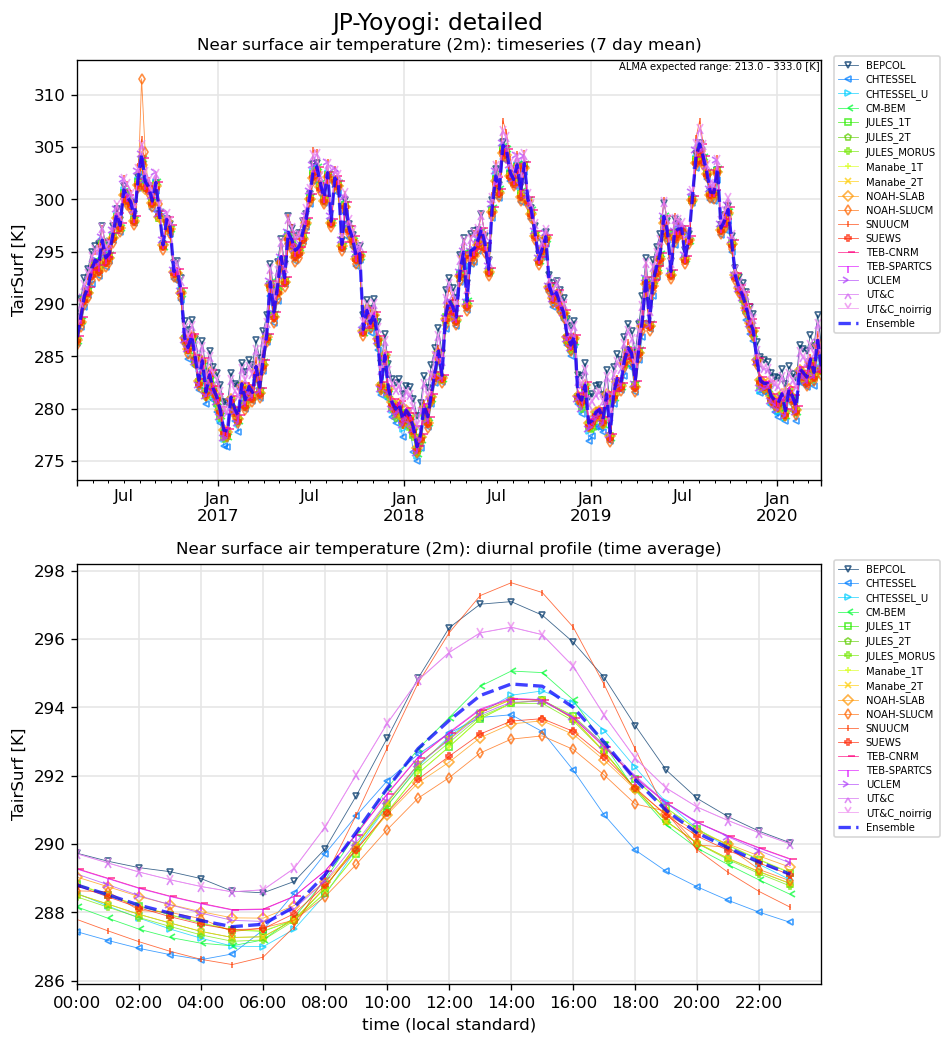 JP-Yoyogi: detailed
Near surface air temperature (2m): timeseries (7 day mean)
ALMA expected range: 213.0 - 333.0 [K]
TairSurf [K]
310
305
300
295
290
285
280
275
Jul
Jan
2017
Jul
Jan
2018
Jul
Jan
2019
Jul
Jan
2020
BEPCOL
CHTESSEL
CHTESSEL_U
CM-BEM
JULES_1T
JULES_2T
JULES_MORUS
Manabe_1T
Manabe_2T
NOAH-SLAB
NOAH-SLUCM
SNUUCM
SUEWS
TEB-CNRM
TEB-SPARTCS
UCLEM
UT&C
UT&C_noirrig
Ensemble
Near surface air temperature (2m): diurnal profile (time average)
TairSurf [K]
298
296
294
292
290
288
286
00:00
02:00
04:00
06:00
08:00
10:00
12:00
14:00
16:00
18:00
20:00
22:00
time (local standard)
BEPCOL
CHTESSEL
CHTESSEL_U
CM-BEM
JULES_1T
JULES_2T
JULES_MORUS
Manabe_1T
Manabe_2T
NOAH-SLAB
NOAH-SLUCM
SNUUCM
SUEWS
TEB-CNRM
TEB-SPARTCS
UCLEM
UT&C
UT&C_noirrig
Ensemble